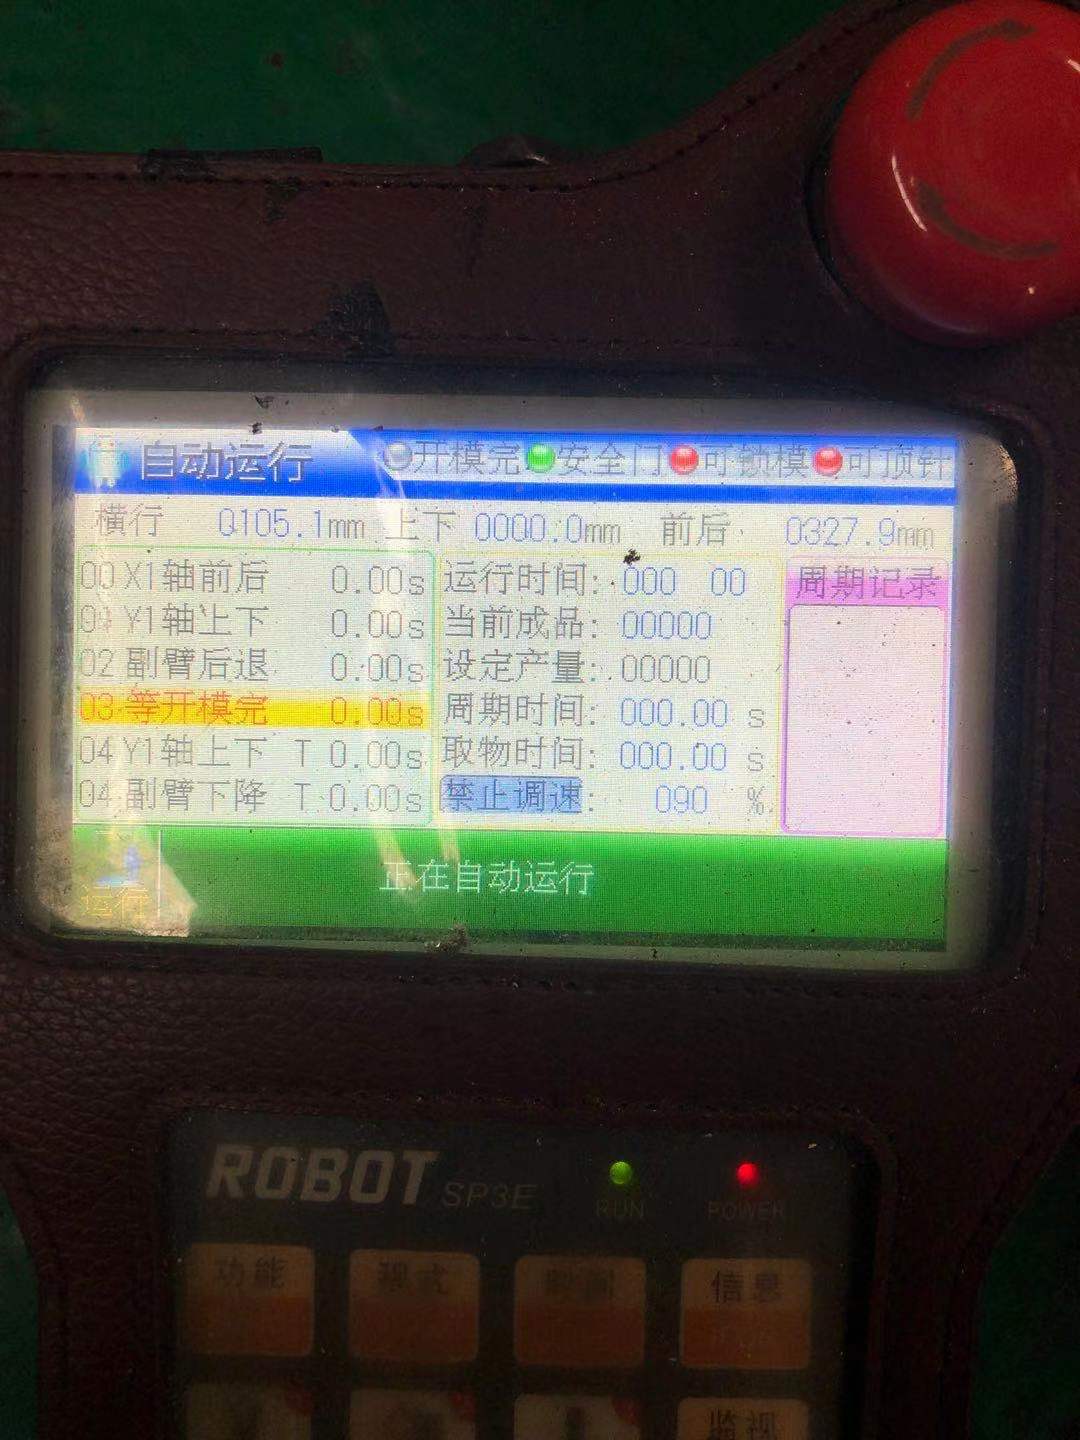 自动运行 开模完 安全门 可锁模 可顶针
横行 0105.1mm 上下 0000.0mm 前后 0327.9mm
00 X1轴前后 0.00s 运行时间: 000 00 周期记录
Y1轴上下 0.00s 当前成品: 00000
02 副臂后退 0.00s 设定产量: 00000
03 等开模完 0.00s 周期时间: 000.00 s
04 Y1轴上下 T 0.00s 取物时间: 000.00 s
04 副臂下降 T 0.00s 禁止调速: 090 %
运行 正在自动运行
ROBOT SP3E RUN POWER
功能 信息
监视